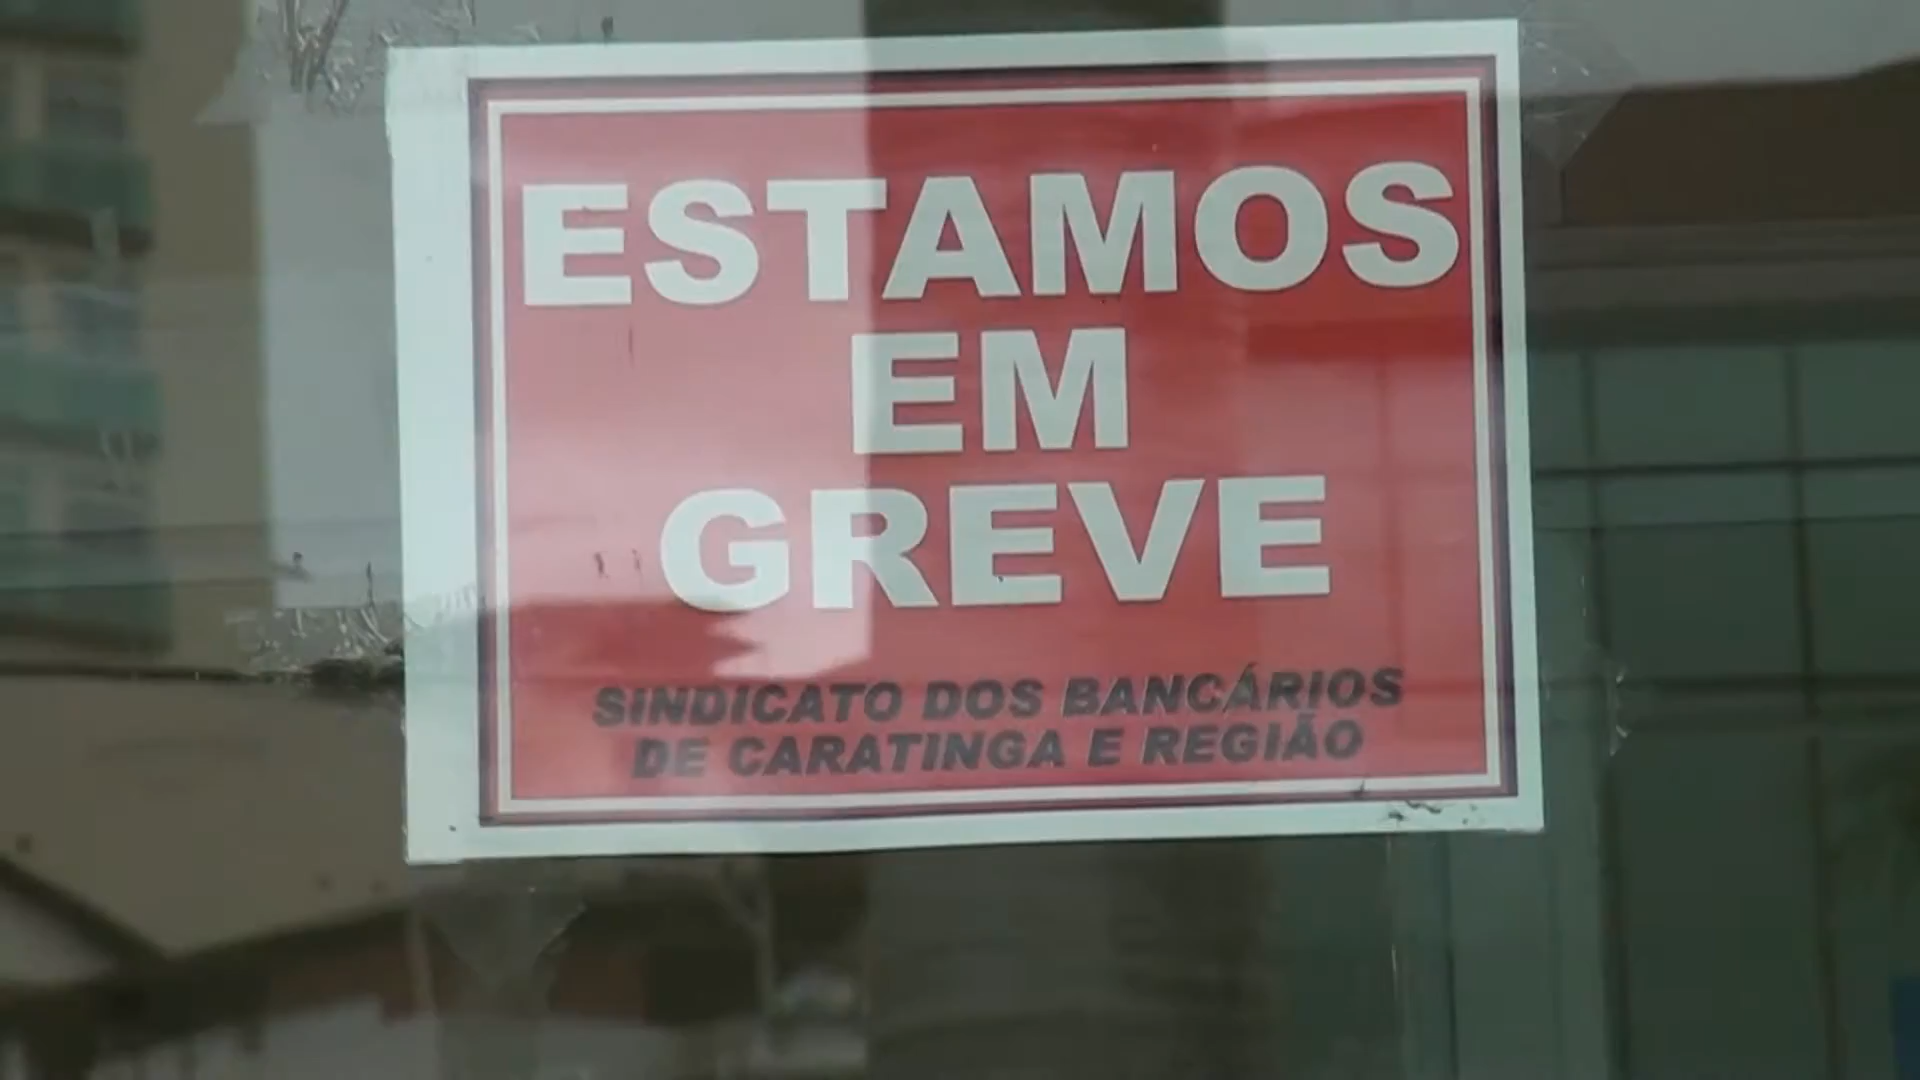 ESTAMOS
EM
GREVE
SINDICATO DOS BANCÁRIOS
DE CARATINGA E REGIÃO